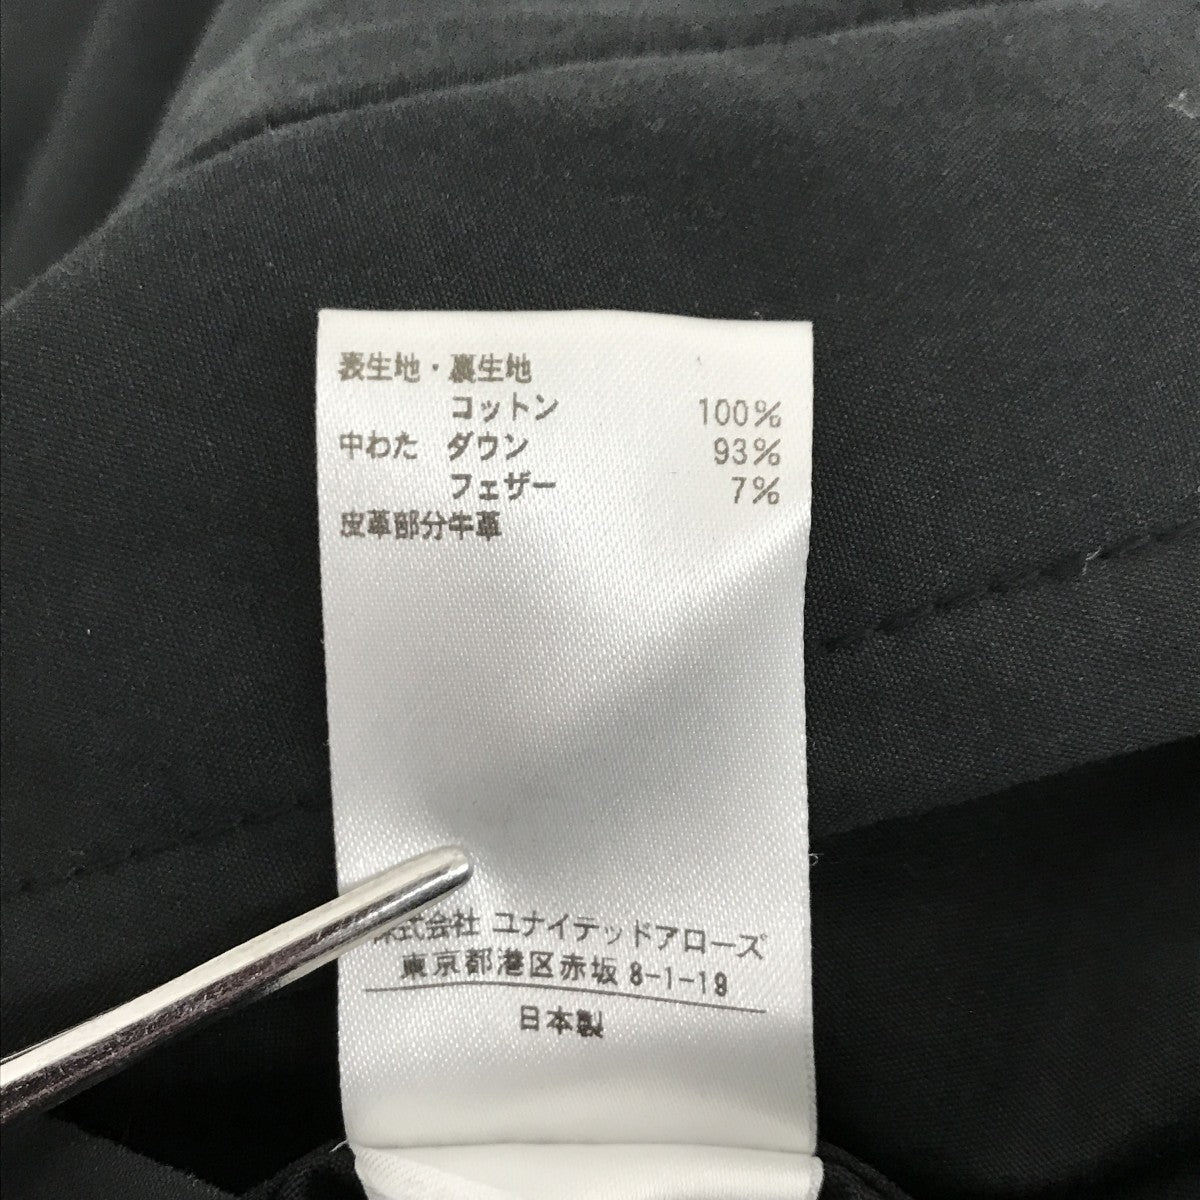 表生地・裏生地
コットン 100%
中わた ダウン 93%
フェザー 7%
皮革部分牛革
株式会社 ユナイテッドアローズ
東京都港区赤坂 8-1-19
日本製